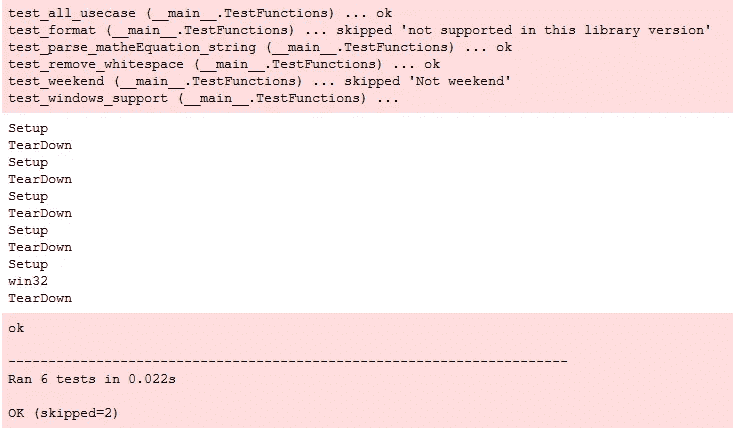 test_all_usecase (__main__.TestFunctions) ... ok
test_format (__main__.TestFunctions) ... skipped 'not supported in this library version'
test_parse_matheEquation_string (__main__.TestFunctions) ... ok
test_remove_whitespace (__main__.TestFunctions) ... ok
test_weekend (__main__.TestFunctions) ... skipped 'Not weekend'
test_windows_support (__main__.TestFunctions) ...
Setup
TearDown
Setup
TearDown
Setup
TearDown
Setup
TearDown
Setup
win32
TearDown
ok
----------------------------------------------------------------------
Ran 6 tests in 0.022s
OK (skipped=2)